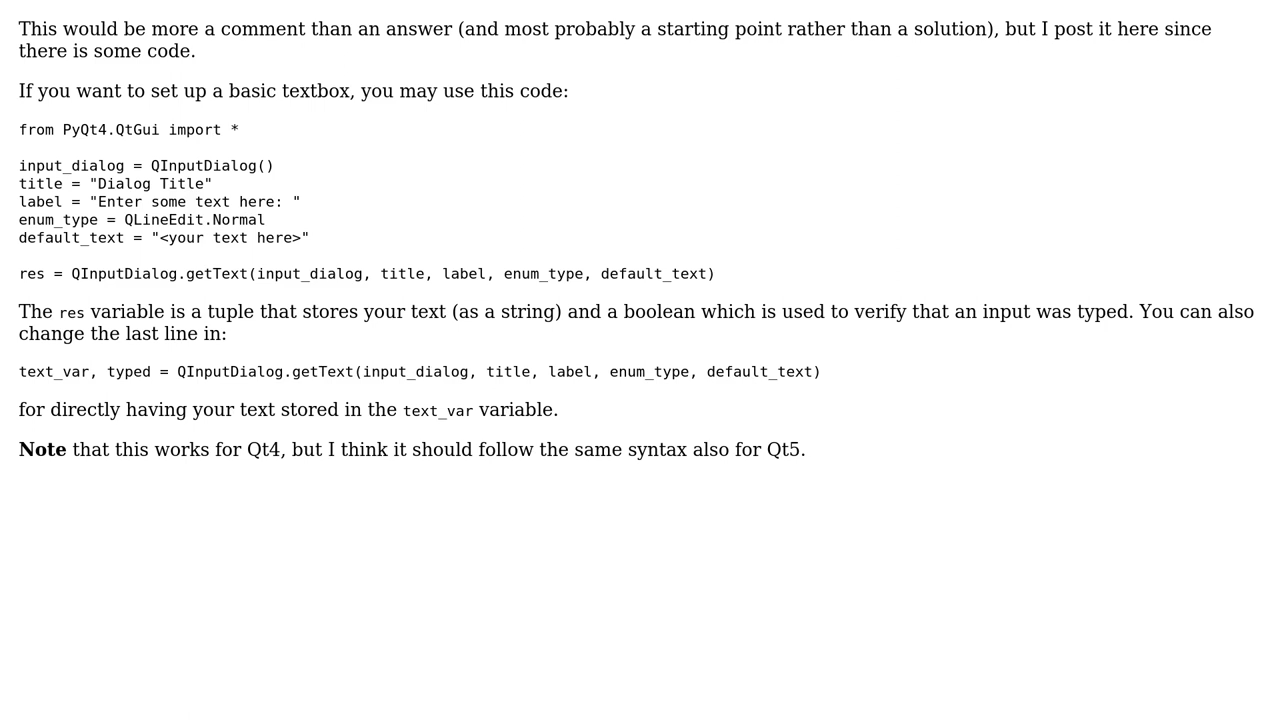 This would be more a comment than an answer (and most probably a starting point rather than a solution), but I post it here since
there is some code.
If you want to set up a basic textbox, you may use this code:
from PyQt4.QtGui import *
input_dialog = QInputDialog()
title = "Dialog Title"
label = "Enter some text here: "
enum_type = QLineEdit.Normal
default_text = "<your text here>"
res = QInputDialog.getText(input_dialog, title, label, enum_type, default_text)
The res variable is a tuple that stores your text (as a string) and a boolean which is used to verify that an input was typed. You can also
change the last line in:
text_var, typed = QInputDialog.getText(input_dialog, title, label, enum_type, default_text)
for directly having your text stored in the text_var variable.
Note that this works for Qt4, but I think it should follow the same syntax also for Qt5.